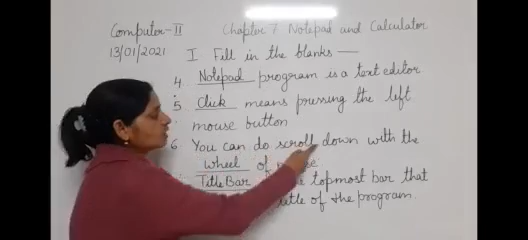 Computer-II Chapter 7 Notepad and Calculator
13/01/2021 I Fill in the blanks —
4 Notepad program is a text editor
5 Click means pressing the left
mouse button
6 You can do scroll down with the
wheel of
Title Bar topmost bar that
title of the program.